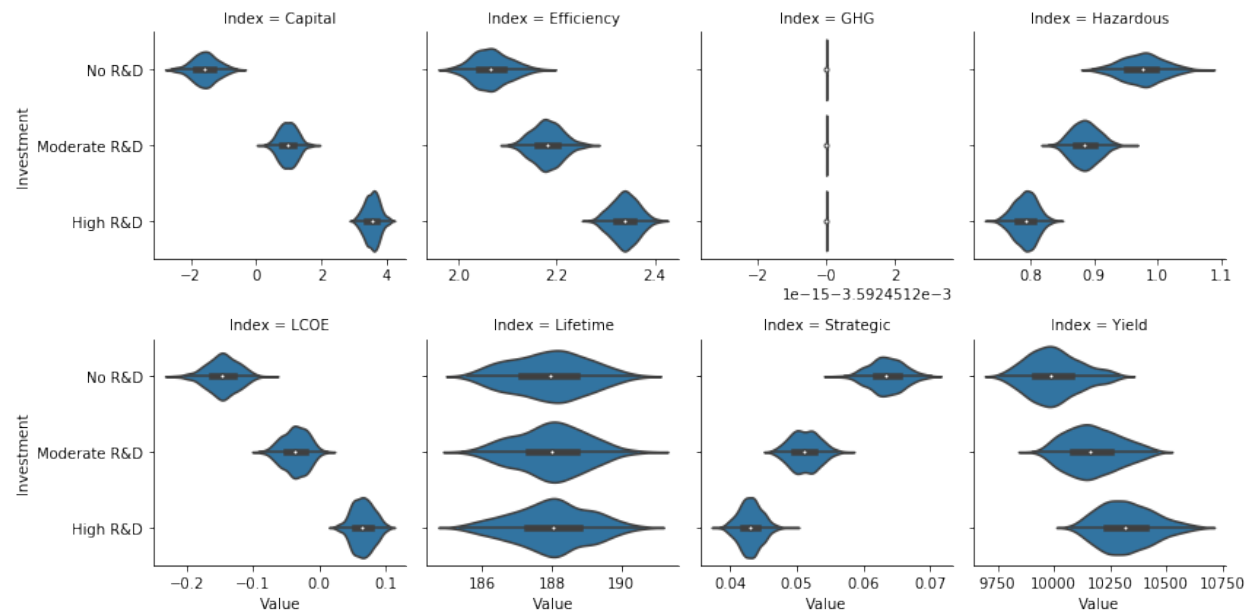 Index = Capital
Index = Efficiency
Index = GHG
Index = Hazardous
Investment
No R&D
Moderate R&D
High R&D
−2 0 2 4
2.0 2.2 2.4
−2 −0 2
1e−15−3.5924512e−3
0.8 0.9 1.0 1.1
Index = LCOE
Index = Lifetime
Index = Strategic
Index = Yield
Investment
No R&D
Moderate R&D
High R&D
−0.2 −0.1 0.0 0.1
186 188 190
0.04 0.05 0.06 0.07
9750 10000 10250 10500 10750
Value
Value
Value
Value